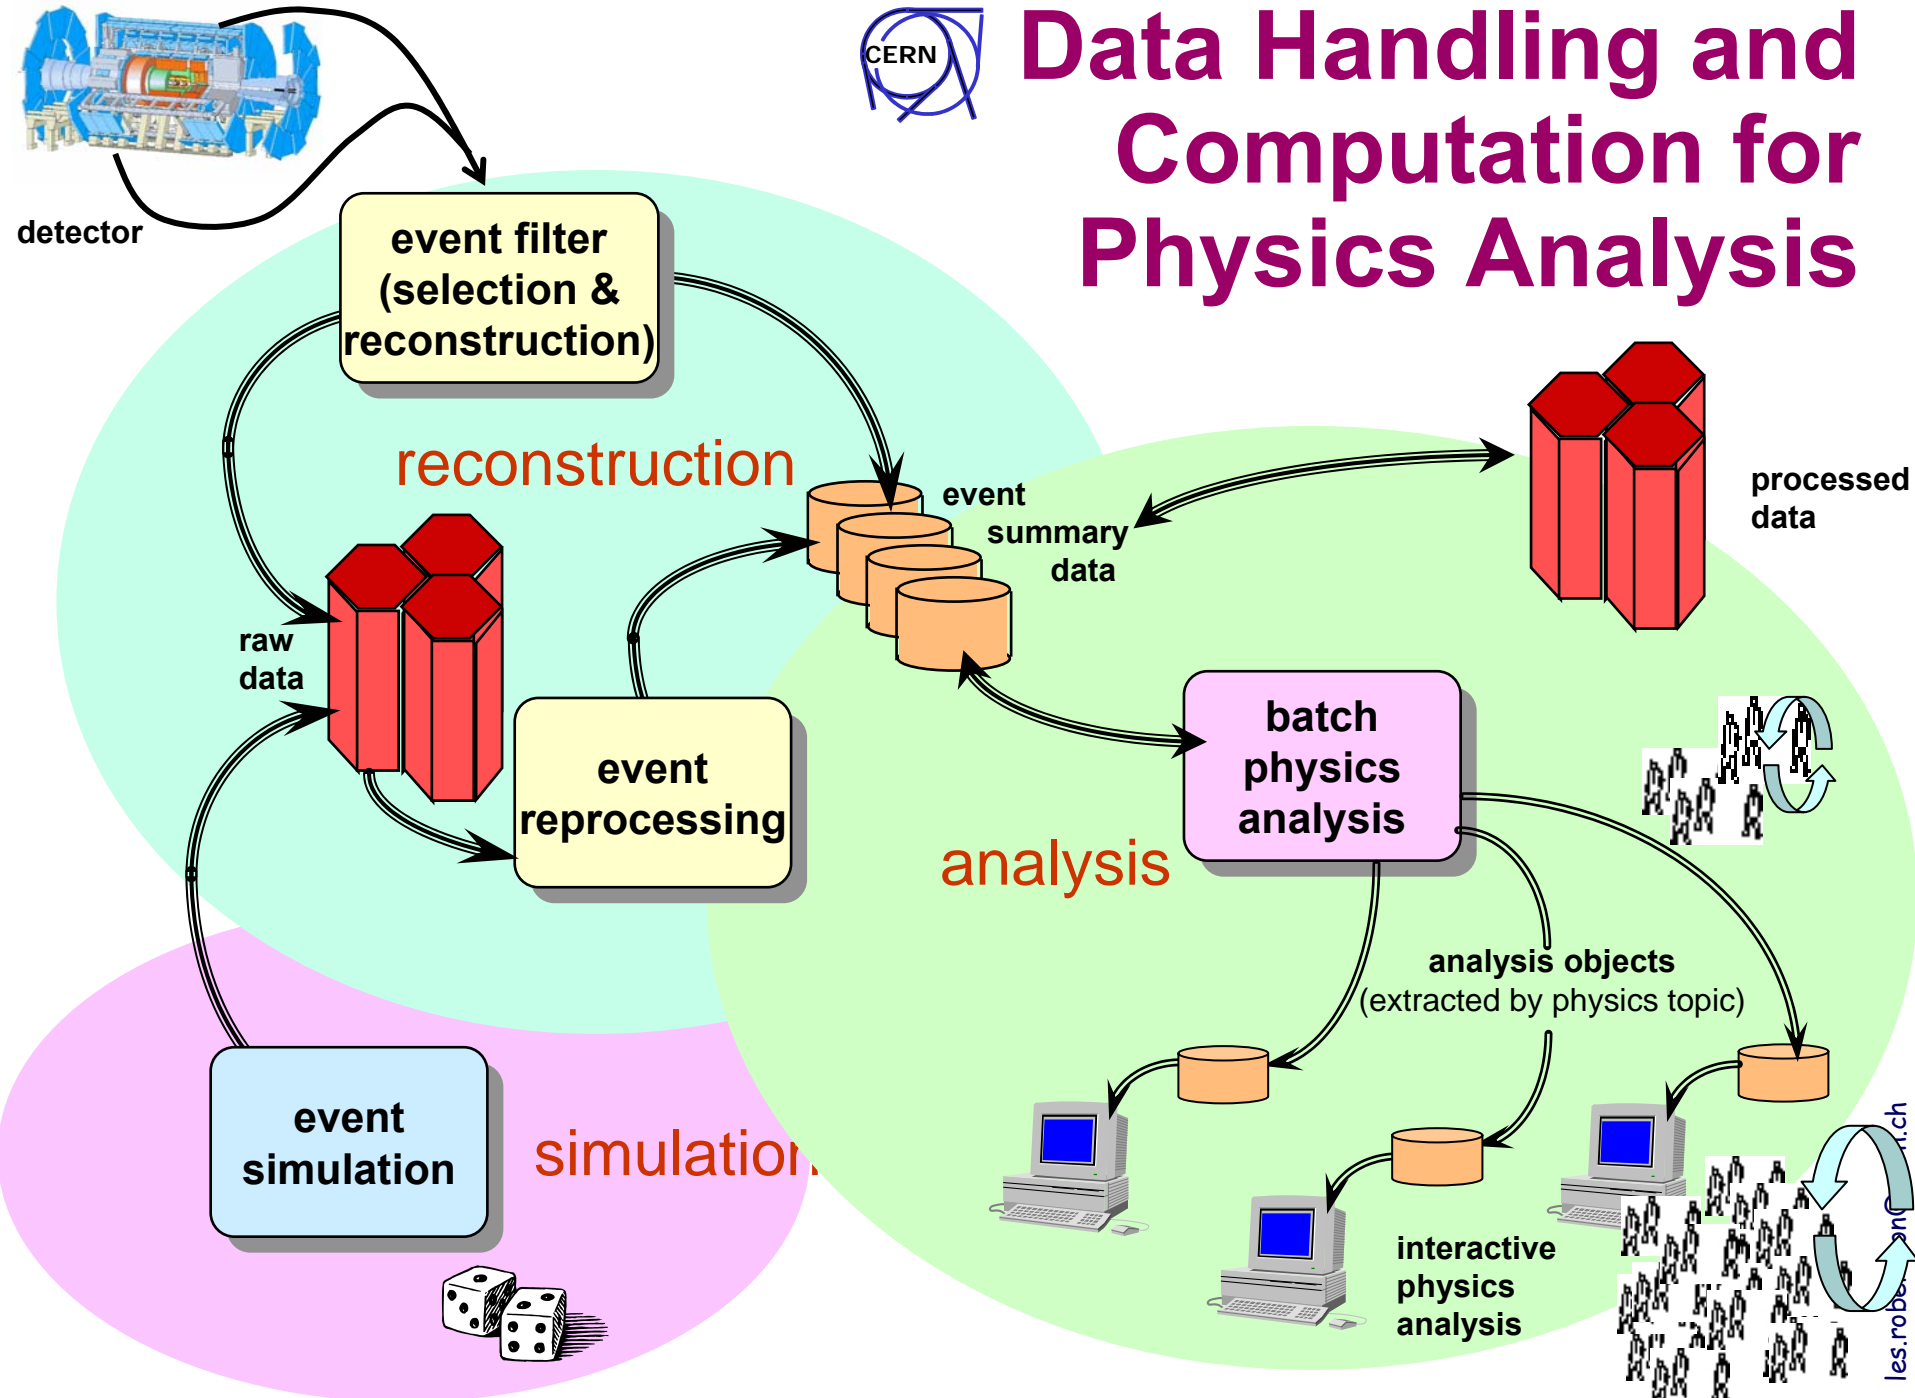 CERN
Data Handling and
Computation for
Physics Analysis
detector
event filter
(selection &
reconstruction)
reconstruction
event
summary
data
processed
data
raw
data
batch
physics
analysis
event
reprocessing
analysis
analysis objects
(extracted by physics topic)
event
simulation
simulation
interactive
physics
analysis